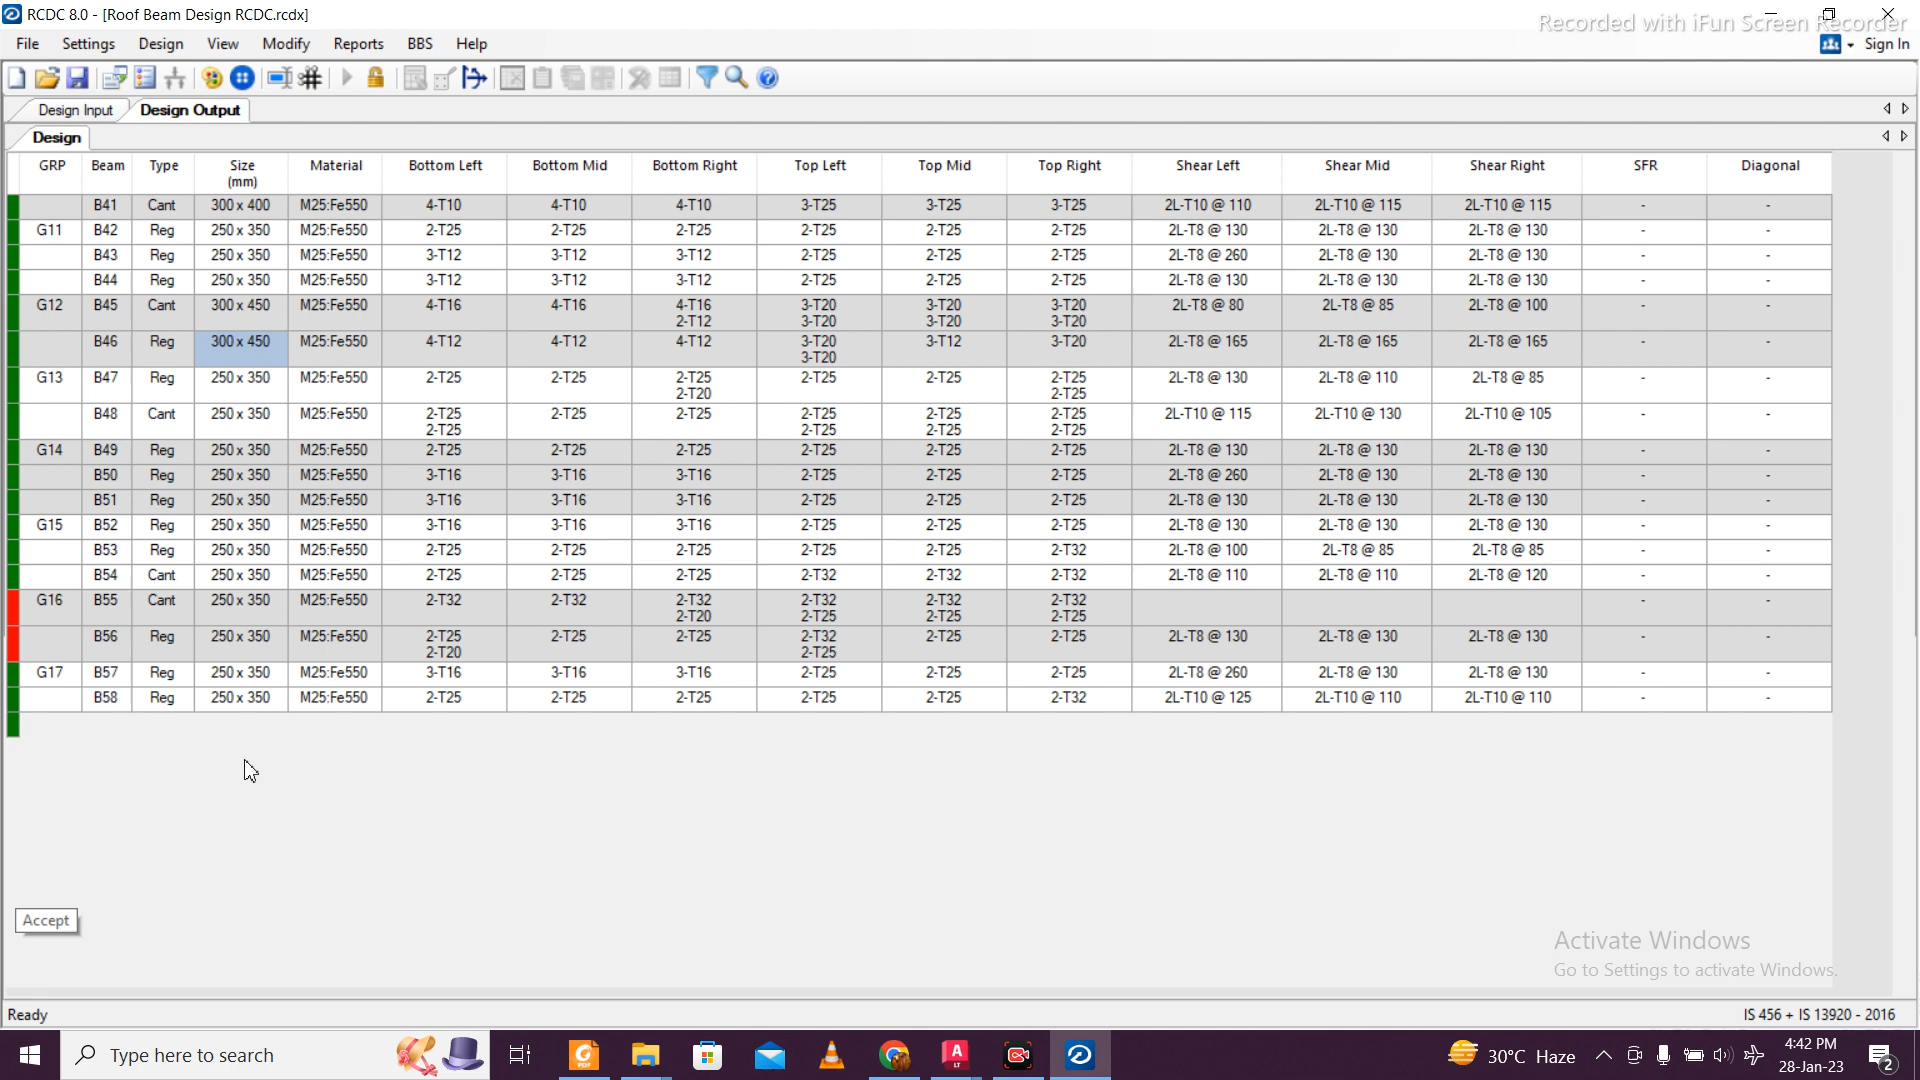 RCDC 8.0 - [Roof Beam Design RCDC.rcdx]
Recorded with iFun Screen Recorder
File Settings Design View Modify Reports BBS Help
Sign In
Design Input Design Output
Design
GRP Beam Type Size Material Bottom Left Bottom Mid Bottom Right Top Left Top Mid Top Right Shear Left Shear Mid Shear Right SFR Diagonal
(mm)
B41 Cant 300 x 400 M25:Fe550 4-T10 4-T10 4-T10 3-T25 3-T25 3-T25 2L-T10 @ 110 2L-T10 @ 115 2L-T10 @ 115 - -
G11 B42 Reg 250 x 350 M25:Fe550 2-T25 2-T25 2-T25 2-T25 2-T25 2-T25 2L-T8 @ 130 2L-T8 @ 130 2L-T8 @ 130 - -
B43 Reg 250 x 350 M25:Fe550 3-T12 3-T12 3-T12 2-T25 2-T25 2-T25 2L-T8 @ 260 2L-T8 @ 130 2L-T8 @ 130 - -
B44 Reg 250 x 350 M25:Fe550 3-T12 3-T12 3-T12 2-T25 2-T25 2-T25 2L-T8 @ 130 2L-T8 @ 130 2L-T8 @ 130 - -
G12 B45 Cant 300 x 450 M25:Fe550 4-T16 4-T16 4-T16 3-T20 3-T20 3-T20 2L-T8 @ 80 2L-T8 @ 85 2L-T8 @ 100 - -
2-T12 3-T20 3-T20 3-T20
B46 Reg 300 x 450 M25:Fe550 4-T12 4-T12 4-T12 3-T20 3-T12 3-T20 2L-T8 @ 165 2L-T8 @ 165 2L-T8 @ 165 - -
3-T20
G13 B47 Reg 250 x 350 M25:Fe550 2-T25 2-T25 2-T25 2-T25 2-T25 2-T25 2L-T8 @ 130 2L-T8 @ 110 2L-T8 @ 85 - -
2-T20 2-T25
B48 Cant 250 x 350 M25:Fe550 2-T25 2-T25 2-T25 2-T25 2-T25 2-T25 2L-T10 @ 115 2L-T10 @ 130 2L-T10 @ 105 - -
2-T25 2-T25 2-T25 2-T25
G14 B49 Reg 250 x 350 M25:Fe550 2-T25 2-T25 2-T25 2-T25 2-T25 2-T25 2L-T8 @ 130 2L-T8 @ 130 2L-T8 @ 130 - -
B50 Reg 250 x 350 M25:Fe550 3-T16 3-T16 3-T16 2-T25 2-T25 2-T25 2L-T8 @ 260 2L-T8 @ 130 2L-T8 @ 130 - -
B51 Reg 250 x 350 M25:Fe550 3-T16 3-T16 3-T16 2-T25 2-T25 2-T25 2L-T8 @ 130 2L-T8 @ 130 2L-T8 @ 130 - -
G15 B52 Reg 250 x 350 M25:Fe550 3-T16 3-T16 3-T16 2-T25 2-T25 2-T25 2L-T8 @ 130 2L-T8 @ 130 2L-T8 @ 130 - -
B53 Reg 250 x 350 M25:Fe550 2-T25 2-T25 2-T25 2-T25 2-T25 2-T32 2L-T8 @ 100 2L-T8 @ 85 2L-T8 @ 85 - -
B54 Cant 250 x 350 M25:Fe550 2-T25 2-T25 2-T25 2-T32 2-T32 2-T32 2L-T8 @ 110 2L-T8 @ 110 2L-T8 @ 120 - -
G16 B55 Cant 250 x 350 M25:Fe550 2-T32 2-T32 2-T32 2-T32 2-T32 2-T32 - -
2-T20 2-T25 2-T25 2-T25
B56 Reg 250 x 350 M25:Fe550 2-T25 2-T25 2-T25 2-T32 2-T25 2-T25 2L-T8 @ 130 2L-T8 @ 130 2L-T8 @ 130 - -
2-T20 2-T25
G17 B57 Reg 250 x 350 M25:Fe550 3-T16 3-T16 3-T16 2-T25 2-T25 2-T25 2L-T8 @ 260 2L-T8 @ 130 2L-T8 @ 130 - -
B58 Reg 250 x 350 M25:Fe550 2-T25 2-T25 2-T25 2-T25 2-T25 2-T32 2L-T10 @ 125 2L-T10 @ 110 2L-T10 @ 110 - -
Accept
Activate Windows
Go to Settings to activate Windows.
Ready
IS 456 + IS 13920 - 2016
Type here to search
30°C Haze
4:42 PM
28-Jan-23
2